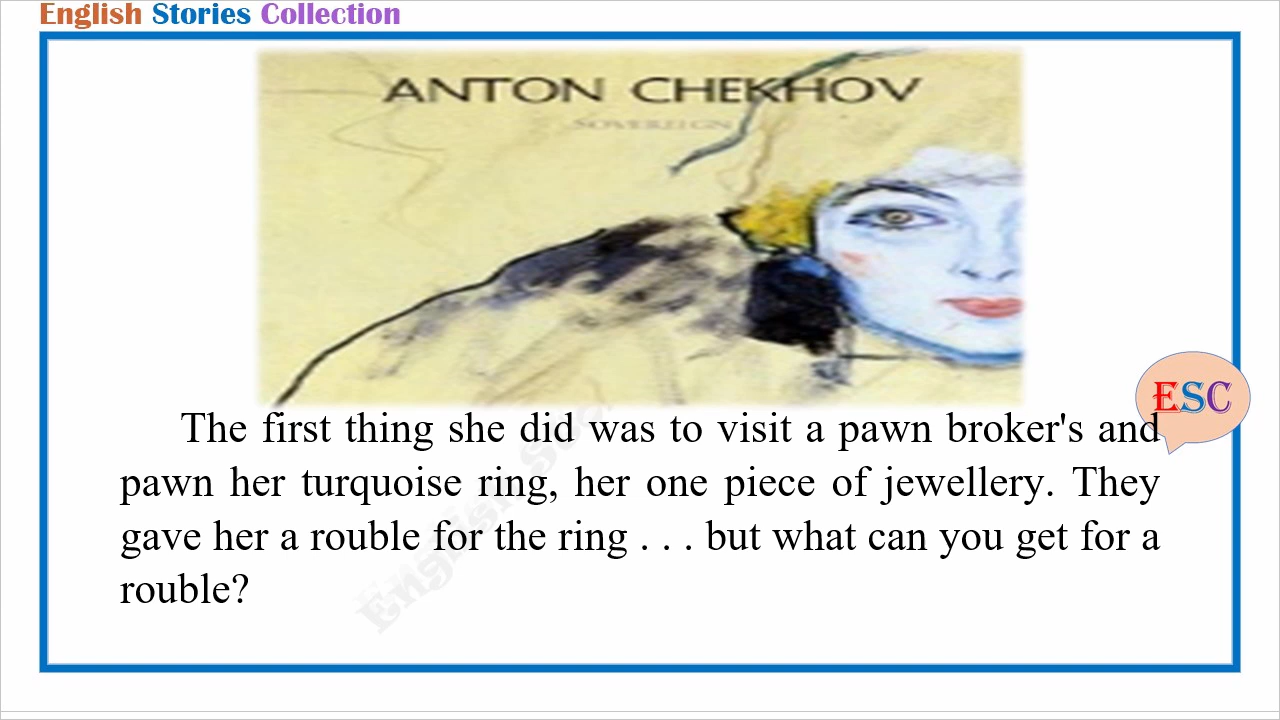 English Stories Collection
ANTON CHEKHOV
SOVEREIGN
ESC
The first thing she did was to visit a pawn broker's and
pawn her turquoise ring, her one piece of jewellery. They
gave her a rouble for the ring . . . but what can you get for a
rouble?